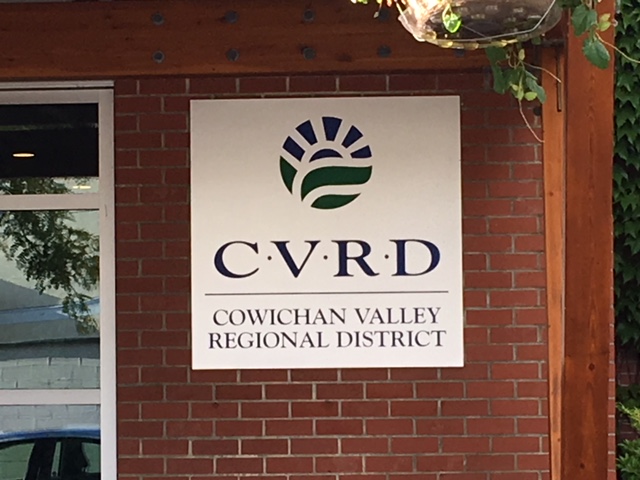 C·V·R·D
COWICHAN VALLEY
REGIONAL DISTRICT